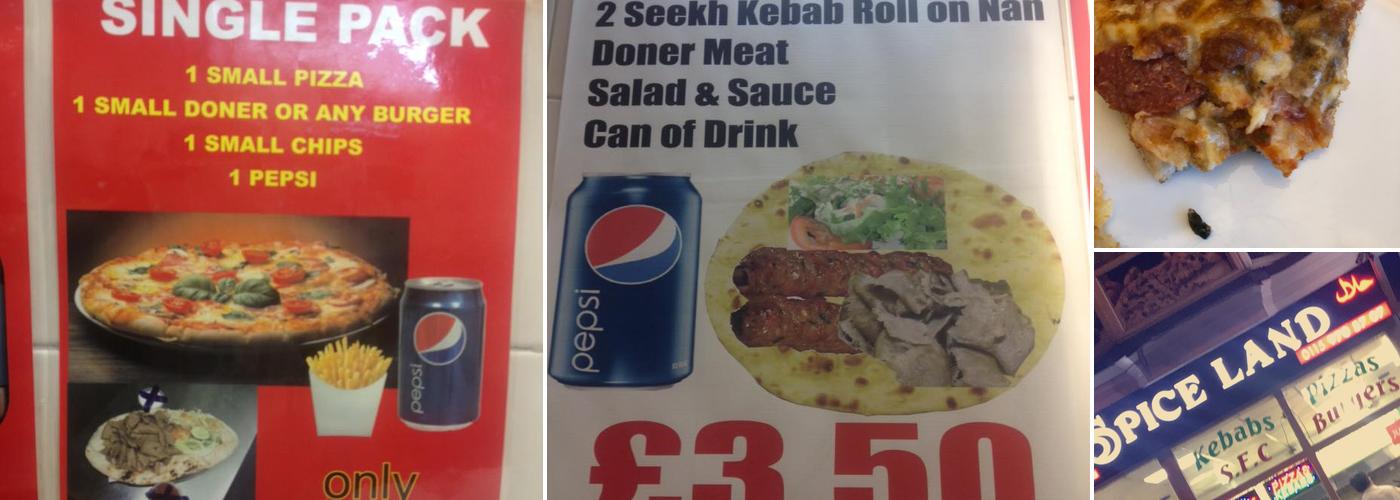 SINGLE PACK
1 SMALL PIZZA
1 SMALL DONER OR ANY BURGER
1 SMALL CHIPS
1 PEPSI
pepsi
only
2 Seekh Kebab Roll on Nan
Doner Meat
Salad & Sauce
Can of Drink
pepsi
£3.50
حلال
SPICE LAND
Kebabs
S.F.C
Pizzas
Burgers
PIZZAS
KEBABS